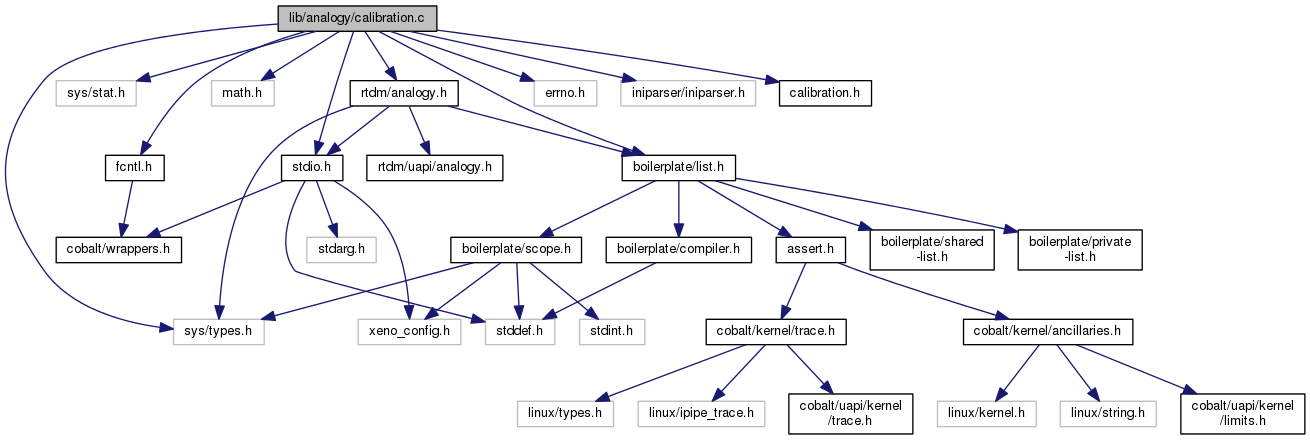 lib/analogy/calibration.c
sys/stat.h
math.h
rtdm/analogy.h
errno.h
iniparser/iniparser.h
calibration.h
fcntl.h
stdio.h
rtdm/uapi/analogy.h
boilerplate/list.h
cobalt/wrappers.h
stdarg.h
boilerplate/scope.h
boilerplate/compiler.h
assert.h
boilerplate/shared
-list.h
boilerplate/private
-list.h
sys/types.h
xeno_config.h
stddef.h
stdint.h
cobalt/kernel/trace.h
cobalt/kernel/ancillaries.h
linux/types.h
linux/ipipe_trace.h
cobalt/uapi/kernel
/trace.h
linux/kernel.h
linux/string.h
cobalt/uapi/kernel
/limits.h